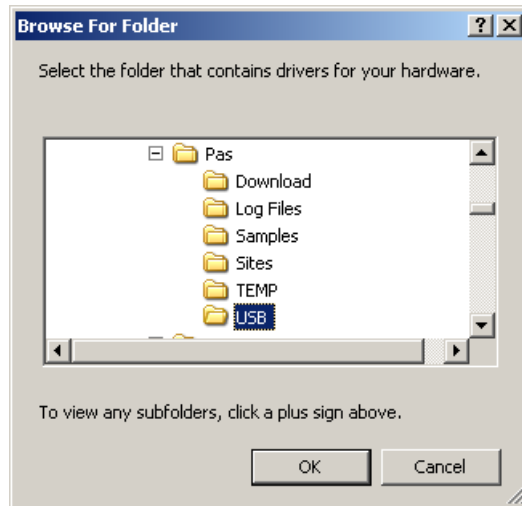 Browse For Folder
Select the folder that contains drivers for your hardware.
Pas
Download
Log Files
Samples
Sites
TEMP
USB
To view any subfolders, click a plus sign above.
OK Cancel